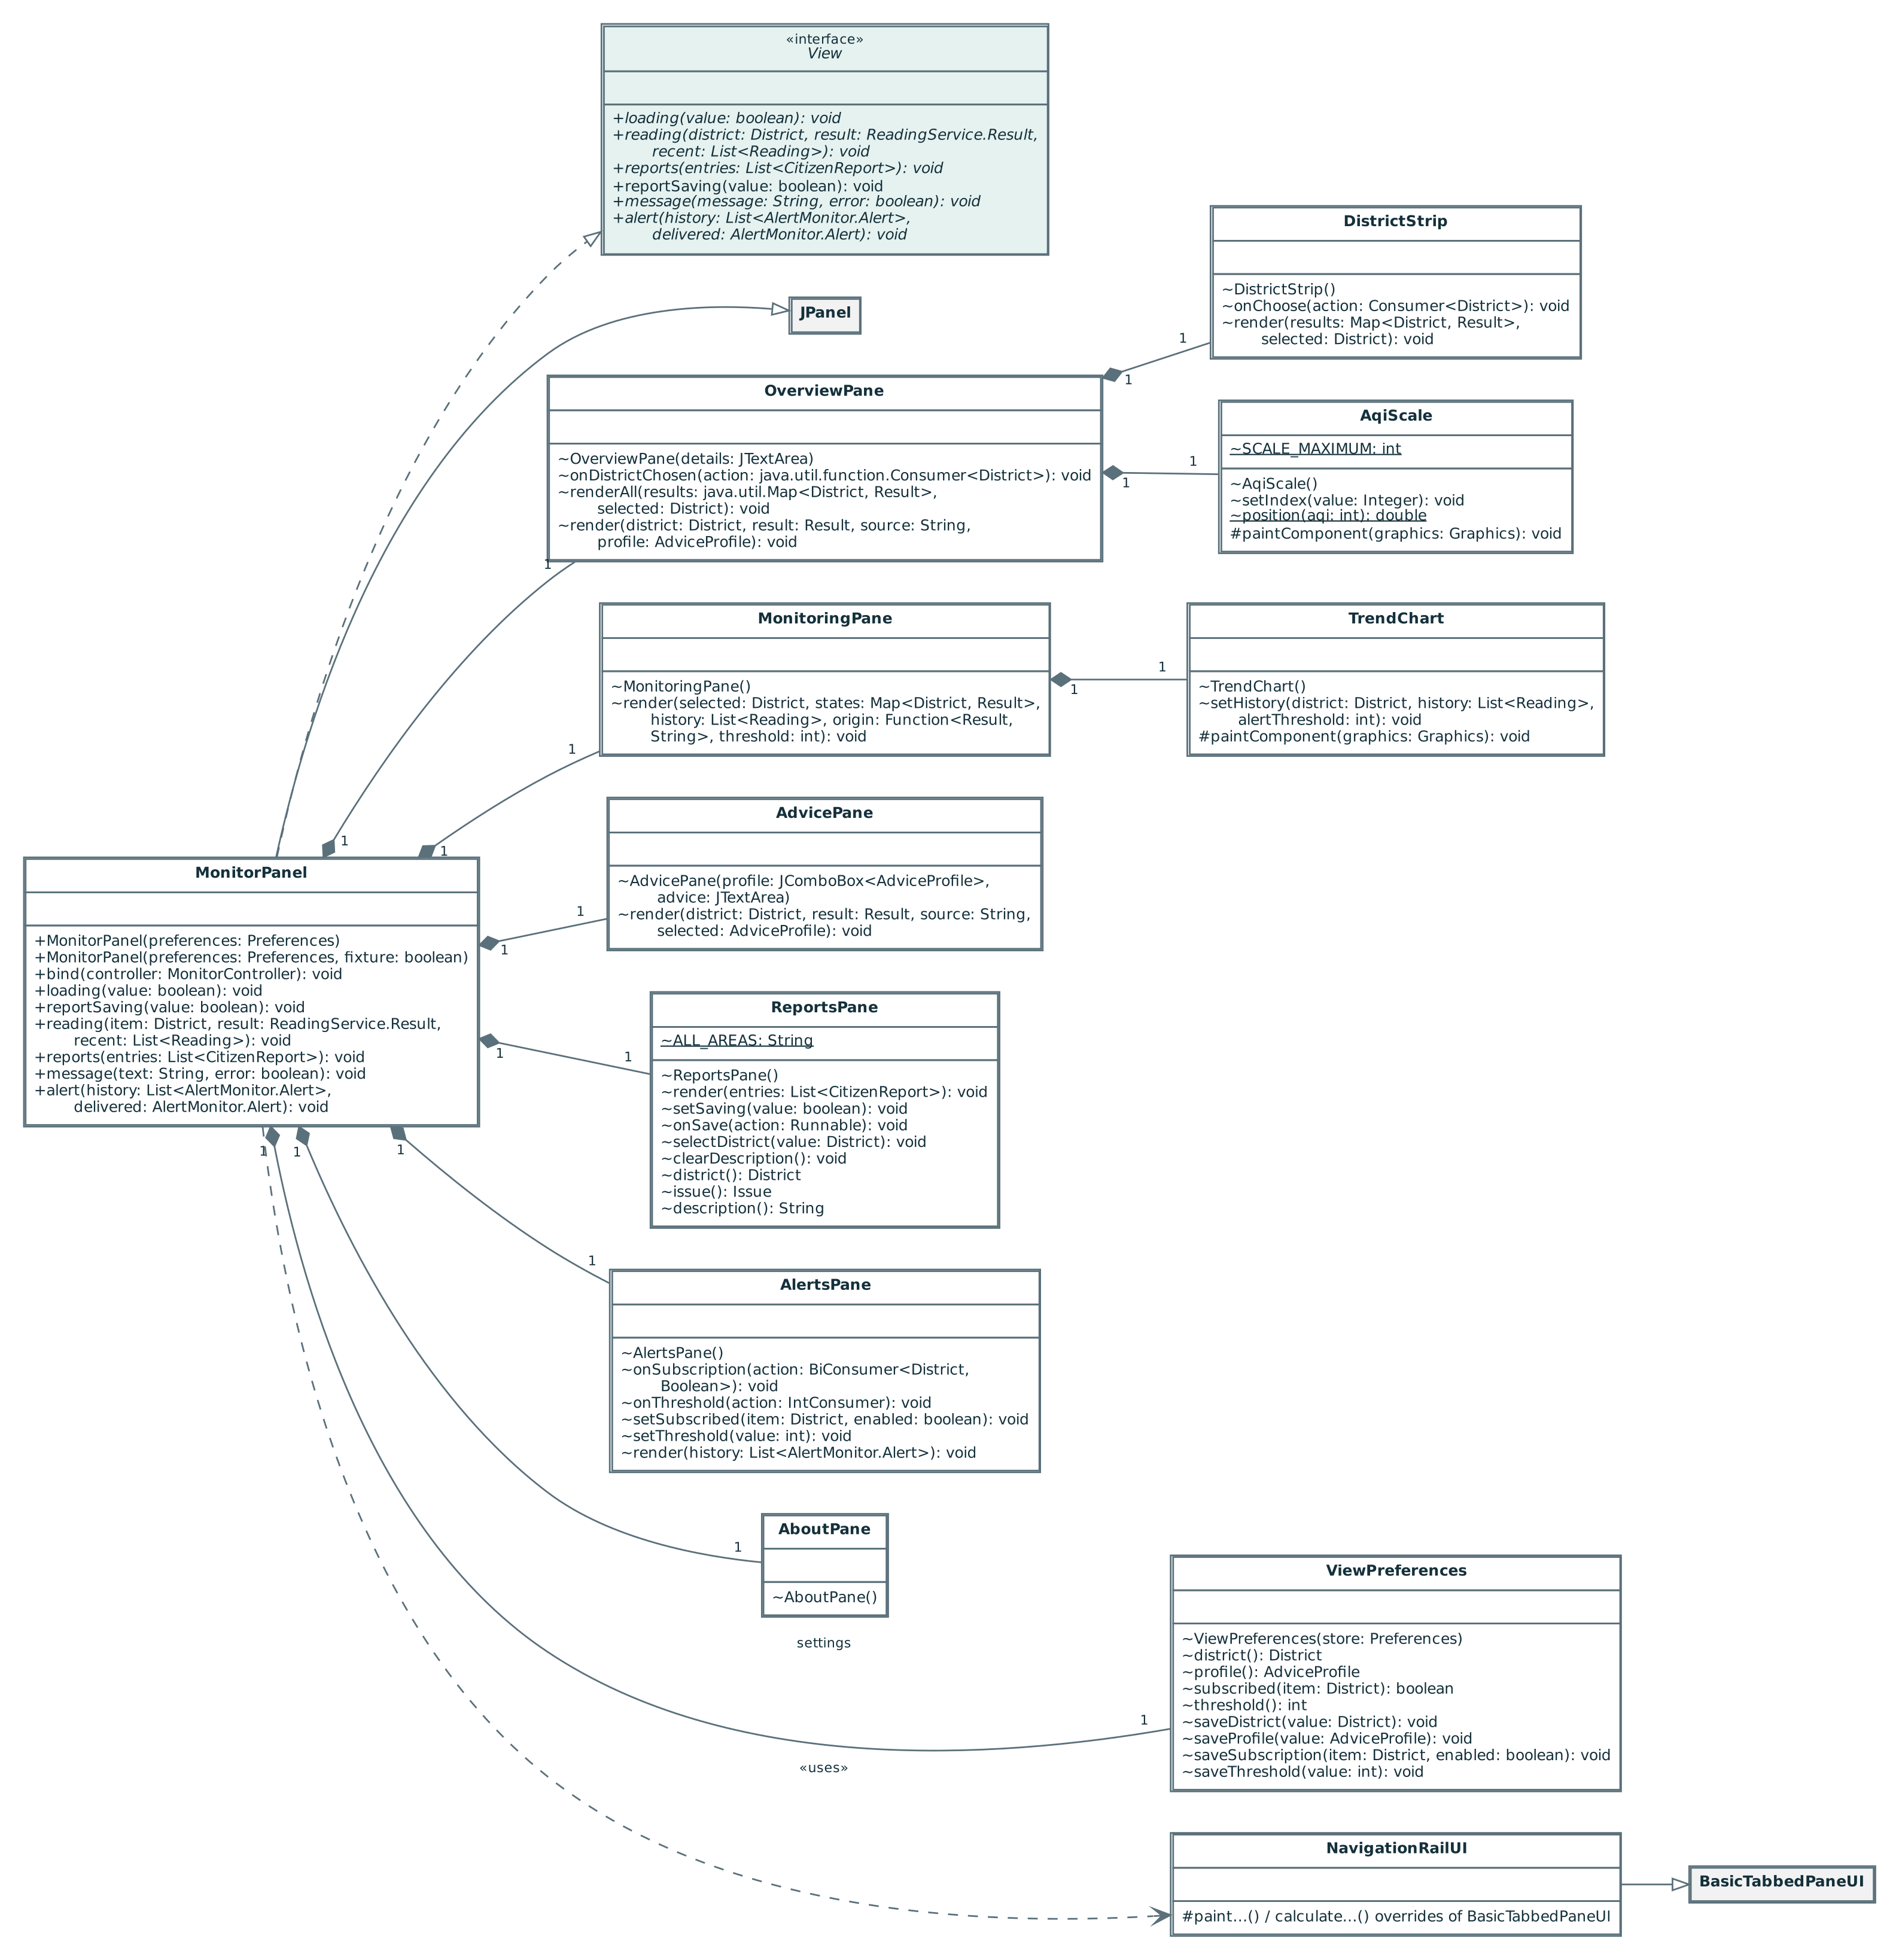 «interface»
View
+loading(value: boolean): void
+reading(district: District, result: ReadingService.Result,
recent: List<Reading>): void
+reports(entries: List<CitizenReport>): void
+reportSaving(value: boolean): void
+message(message: String, error: boolean): void
+alert(history: List<AlertMonitor.Alert>,
delivered: AlertMonitor.Alert): void
JPanel
DistrictStrip
~DistrictStrip()
~onChoose(action: Consumer<District>): void
~render(results: Map<District, Result>,
selected: District): void
1
1
OverviewPane
~OverviewPane(details: JTextArea)
~onDistrictChosen(action: java.util.function.Consumer<District>): void
~renderAll(results: java.util.Map<District, Result>,
selected: District): void
~render(district: District, result: Result, source: String,
profile: AdviceProfile): void
1
1
1
AqiScale
~SCALE_MAXIMUM: int
~AqiScale()
~setIndex(value: Integer): void
~position(aqi: int): double
#paintComponent(graphics: Graphics): void
MonitoringPane
~MonitoringPane()
~render(selected: District, states: Map<District, Result>,
history: List<Reading>, origin: Function<Result,
String>, threshold: int): void
1
1
1
TrendChart
~TrendChart()
~setHistory(district: District, history: List<Reading>,
alertThreshold: int): void
#paintComponent(graphics: Graphics): void
AdvicePane
~AdvicePane(profile: JComboBox<AdviceProfile>,
advice: JTextArea)
~render(district: District, result: Result, source: String,
selected: AdviceProfile): void
1
1
1
MonitorPanel
+MonitorPanel(preferences: Preferences)
+MonitorPanel(preferences: Preferences, fixture: boolean)
+bind(controller: MonitorController): void
+loading(value: boolean): void
+reportSaving(value: boolean): void
+reading(item: District, result: ReadingService.Result,
recent: List<Reading>): void
+reports(entries: List<CitizenReport>): void
+message(text: String, error: boolean): void
+alert(history: List<AlertMonitor.Alert>,
delivered: AlertMonitor.Alert): void
1
1
1
ReportsPane
~ALL_AREAS: String
~ReportsPane()
~render(entries: List<CitizenReport>): void
~setSaving(value: boolean): void
~onSave(action: Runnable): void
~selectDistrict(value: District): void
~clearDescription(): void
~district(): District
~issue(): Issue
~description(): String
1
1
1
1
AlertsPane
~AlertsPane()
~onSubscription(action: BiConsumer<District,
Boolean>): void
~onThreshold(action: IntConsumer): void
~setSubscribed(item: District, enabled: boolean): void
~setThreshold(value: int): void
~render(history: List<AlertMonitor.Alert>): void
1
AboutPane
~AboutPane()
settings
1
ViewPreferences
~ViewPreferences(store: Preferences)
~district(): District
~profile(): AdviceProfile
~subscribed(item: District): boolean
~threshold(): int
~saveDistrict(value: District): void
~saveProfile(value: AdviceProfile): void
~saveSubscription(item: District, enabled: boolean): void
~saveThreshold(value: int): void
«uses»
NavigationRailUI
#paint...() / calculate...() overrides of BasicTabbedPaneUI
BasicTabbedPaneUI